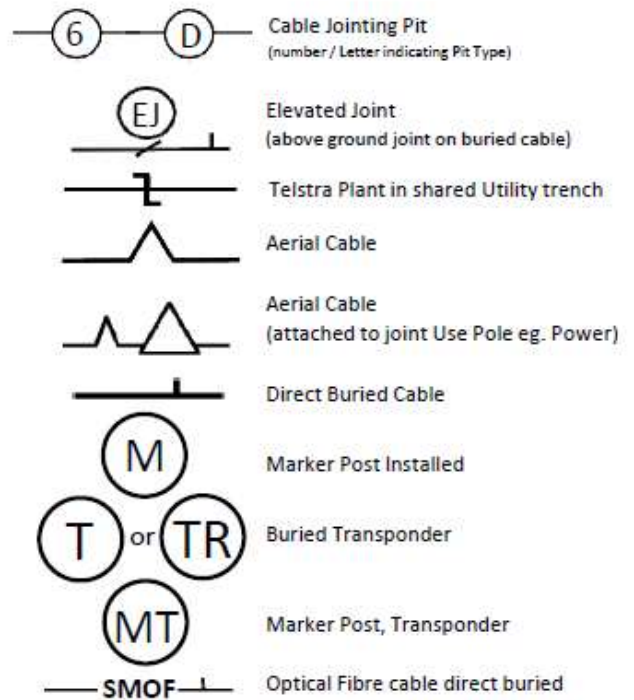 6 D Cable Jointing Pit
(number / Letter indicating Pit Type)
EJ Elevated Joint
(above ground joint on buried cable)
Telstra Plant in shared Utility trench
Aerial Cable
Aerial Cable
(attached to joint Use Pole eg. Power)
Direct Buried Cable
M Marker Post Installed
T or TR Buried Transponder
MT Marker Post, Transponder
SMOF Optical Fibre cable direct buried